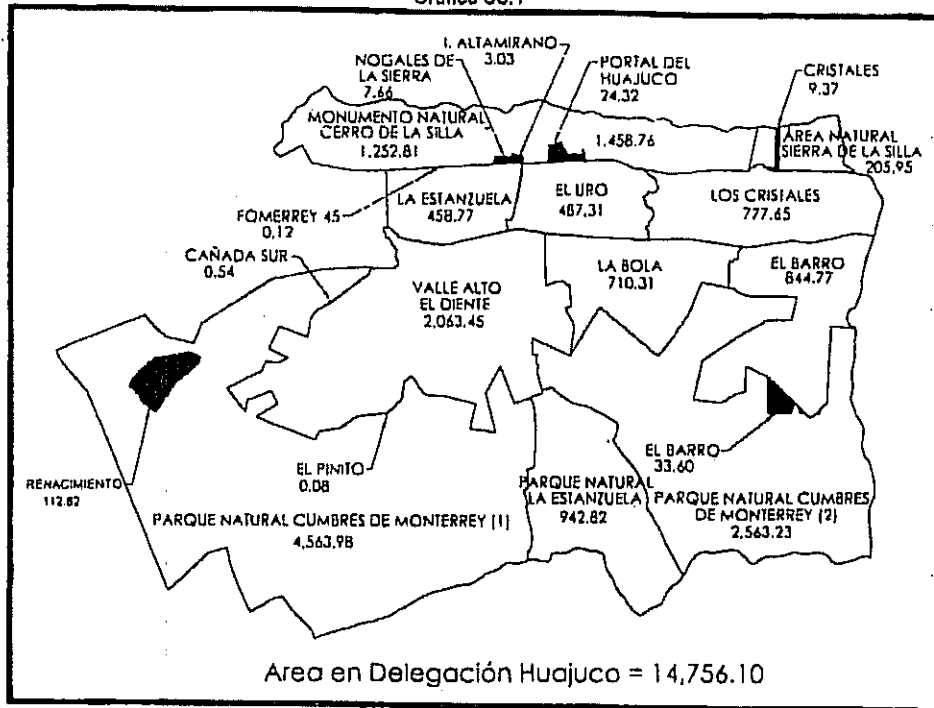 I. ALTAMIRANO
3.03
NOGALES DE
LA SIERRA
7.66
PORTAL DEL
HUAJUCO
24.32
CRISTALES
9.37
MONUMENTO NATURAL
CERRO DE LA SILLA
1,252.81
1,458.76
ÁREA NATURAL
SIERRA DE LA SILLA
205.95
FOMERREY 45
0.12
LA ESTANZUELA
458.77
EL URO
487.31
LOS CRISTALES
777.65
CAÑADA SUR
0.54
VALLE ALTO
EL DIENTE
2,063.45
LA BOLA
710.31
EL BARRO
844.77
RENACIMIENTO
112.82
EL PINITO
0.08
EL BARRO
33.60
PARQUE NATURAL CUMBRES DE MONTERREY (1)
4,563.98
PARQUE NATURAL
LA ESTANZUELA
942.82
PARQUE NATURAL CUMBRES
DE MONTERREY (2)
2,563.23
Area en Delegación Huajuco = 14,756.10